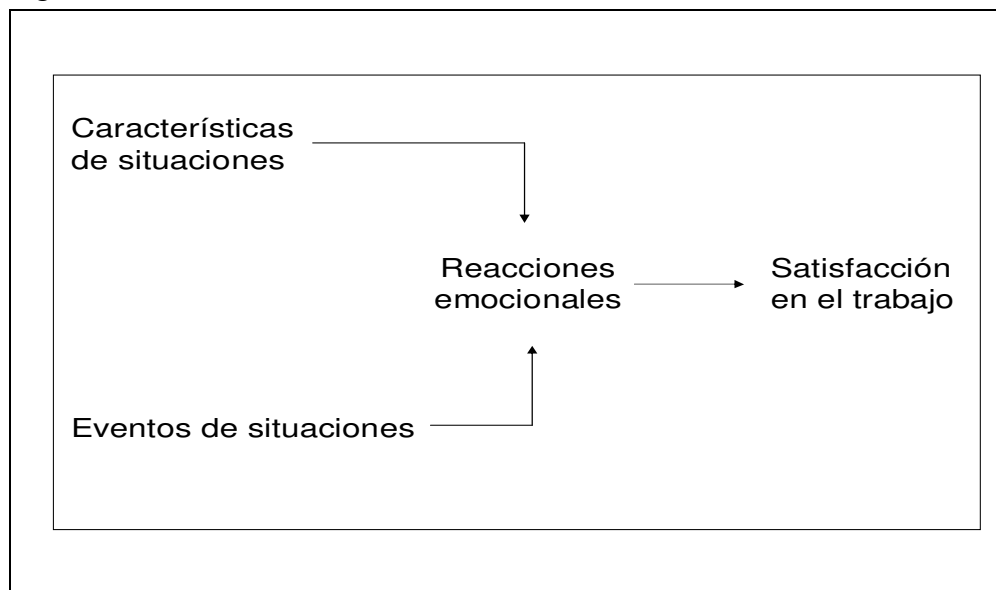 Características
de situaciones
Reacciones
emocionales
Satisfacción
en el trabajo
Eventos de situaciones